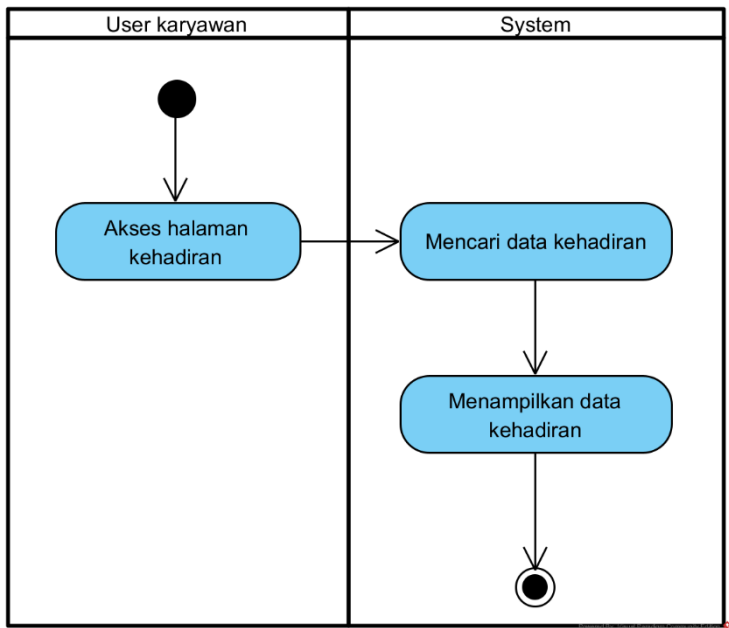 User karyawan
System
Akses halaman
kehadiran
Mencari data kehadiran
Menampilkan data
kehadiran